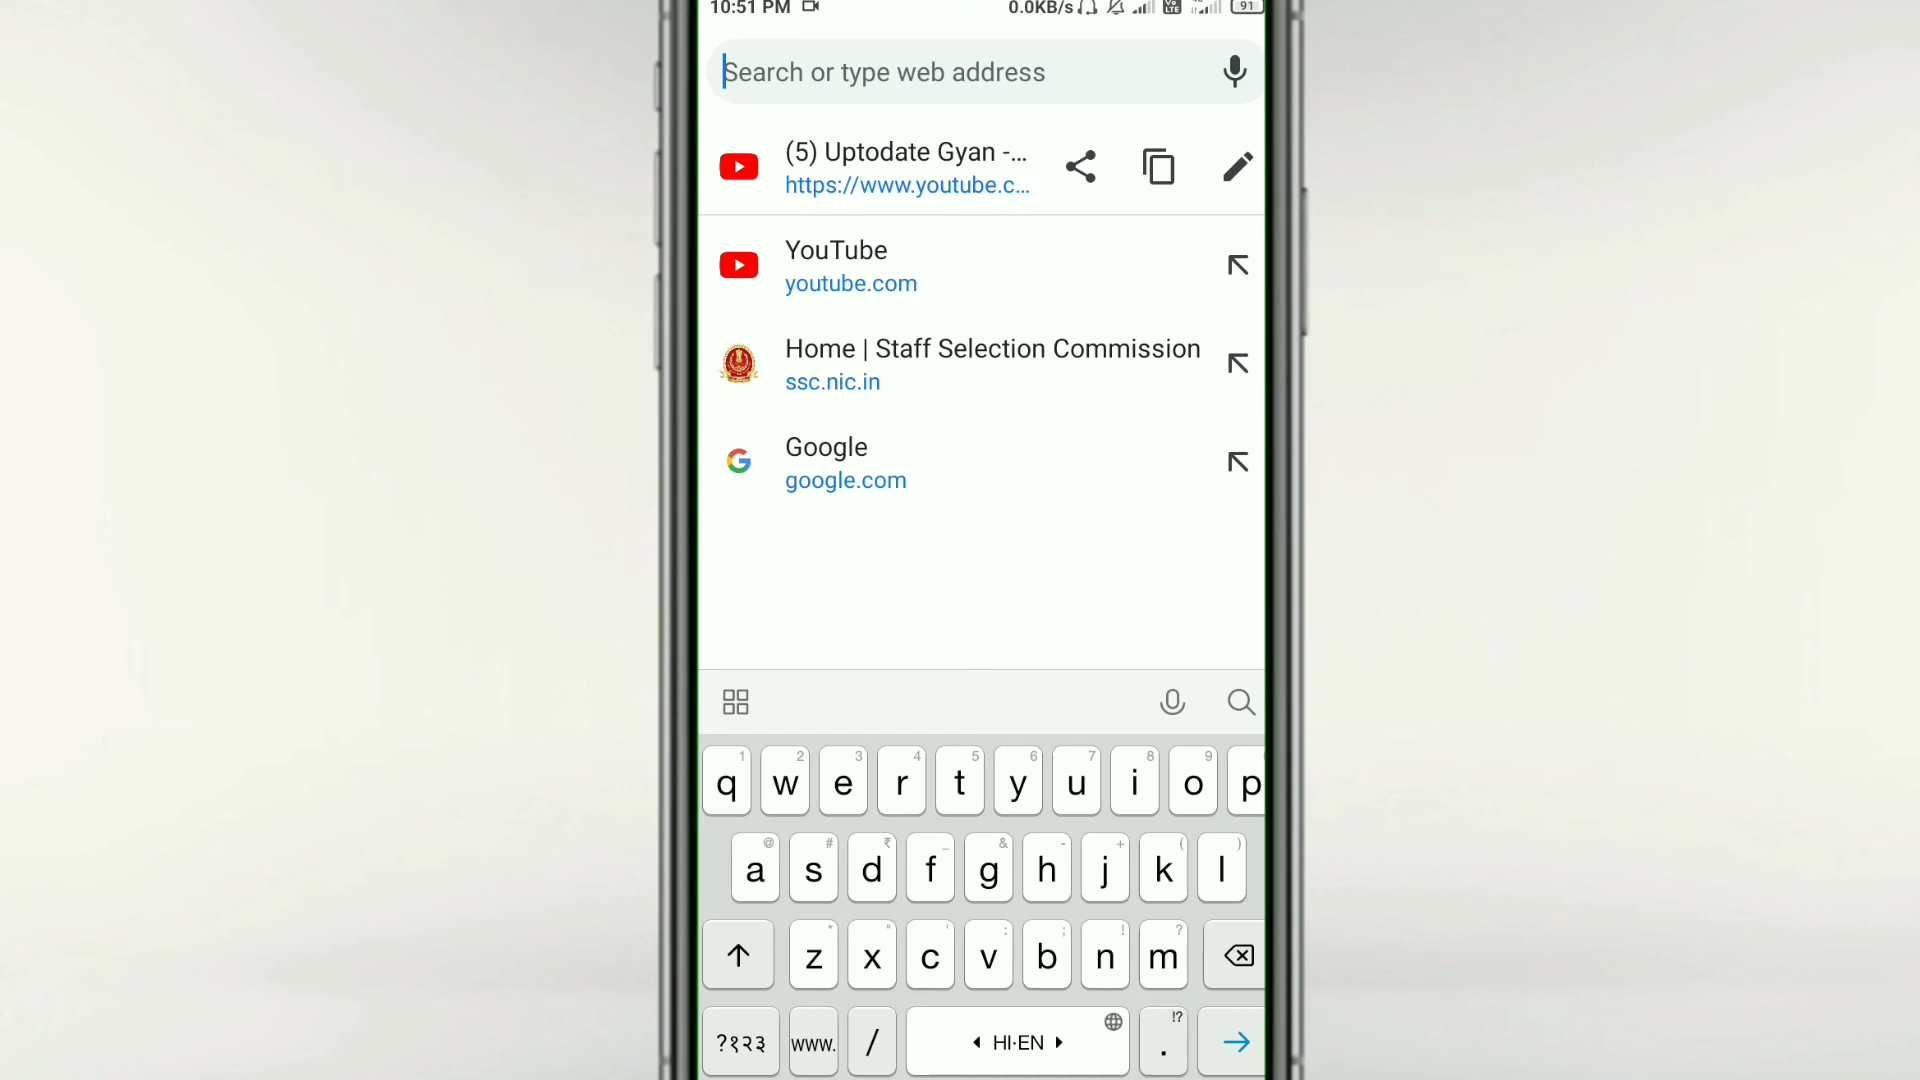 10:51 PM 0.0KB/s Vo LTE 91
Search or type web address
(5) Uptodate Gyan -...
https://www.youtube.c...
YouTube
youtube.com
Home | Staff Selection Commission
ssc.nic.in
Google
google.com
1 2 3 4 5 6 7 8 9
q w e r t y u i o p
@ # ₹ _ & - + ( )
a s d f g h j k l
* " ' : ; ! ?
z x c v b n m
!?
?१२३ www. / HI·EN .